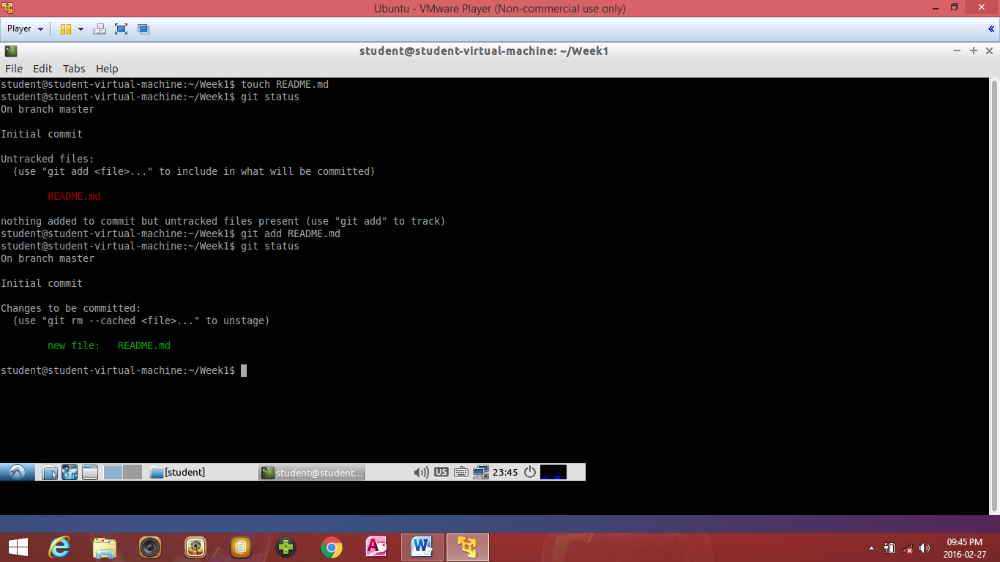 Ubuntu - VMware Player (Non-commercial use only)
Player
student@student-virtual-machine: ~/Week1
File Edit Tabs Help
student@student-virtual-machine:~/Week1$ touch README.md
student@student-virtual-machine:~/Week1$ git status
On branch master
Initial commit
Untracked files:
(use "git add <file>..." to include in what will be committed)
README.md
nothing added to commit but untracked files present (use "git add" to track)
student@student-virtual-machine:~/Week1$ git add README.md
student@student-virtual-machine:~/Week1$ git status
On branch master
Initial commit
Changes to be committed:
(use "git rm --cached <file>..." to unstage)
new file:   README.md
student@student-virtual-machine:~/Week1$
[student] student@student... US 23:45
09:45 PM
2016-02-27